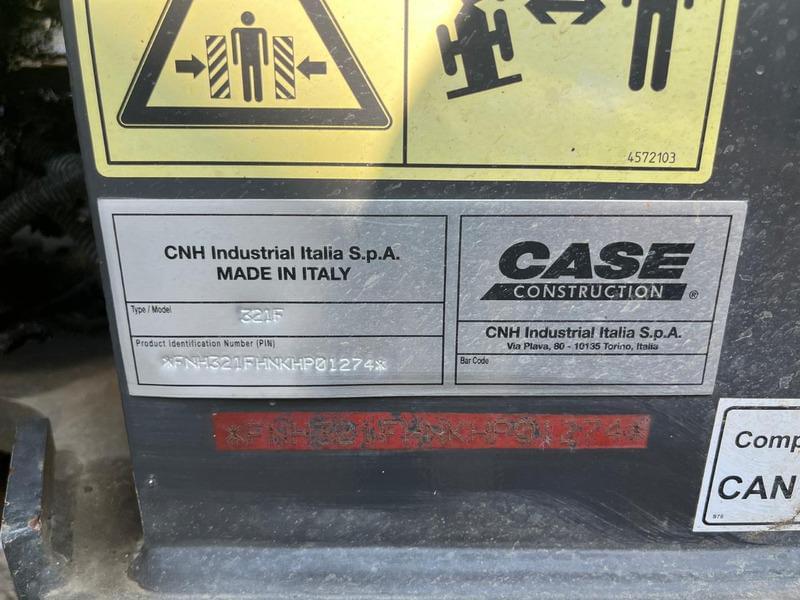 4572103
CNH Industrial Italia S.p.A.
MADE IN ITALY
Type / Model
321F
Product Identification Number (PIN)
*FNH321FHNKHP01274*
CASE
CONSTRUCTION ®
CNH Industrial Italia S.p.A.
Via Plava, 80 - 10135 Torino, Italia
Bar Code
*FNH321FHNKHP01274*
Comp
CAN